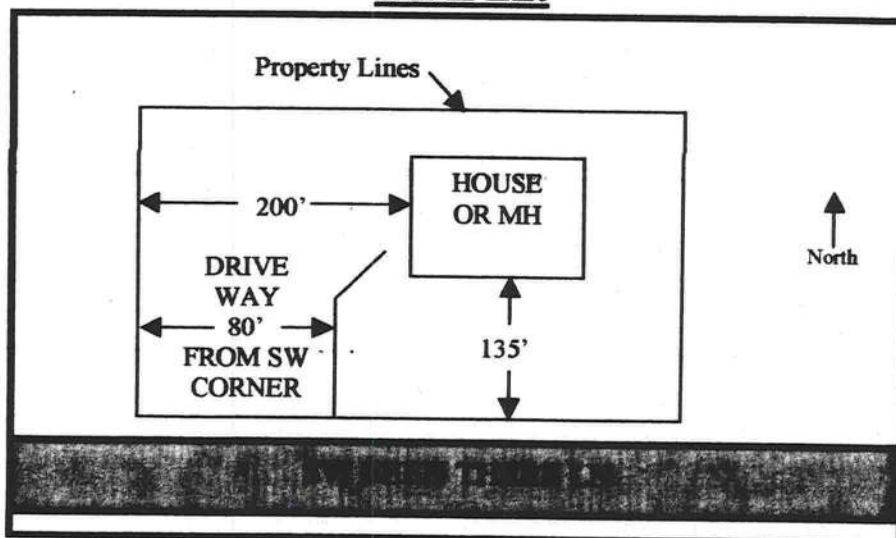 Property Lines
HOUSE
OR MH
200'
North
DRIVE
WAY
80'
FROM SW
CORNER
135'